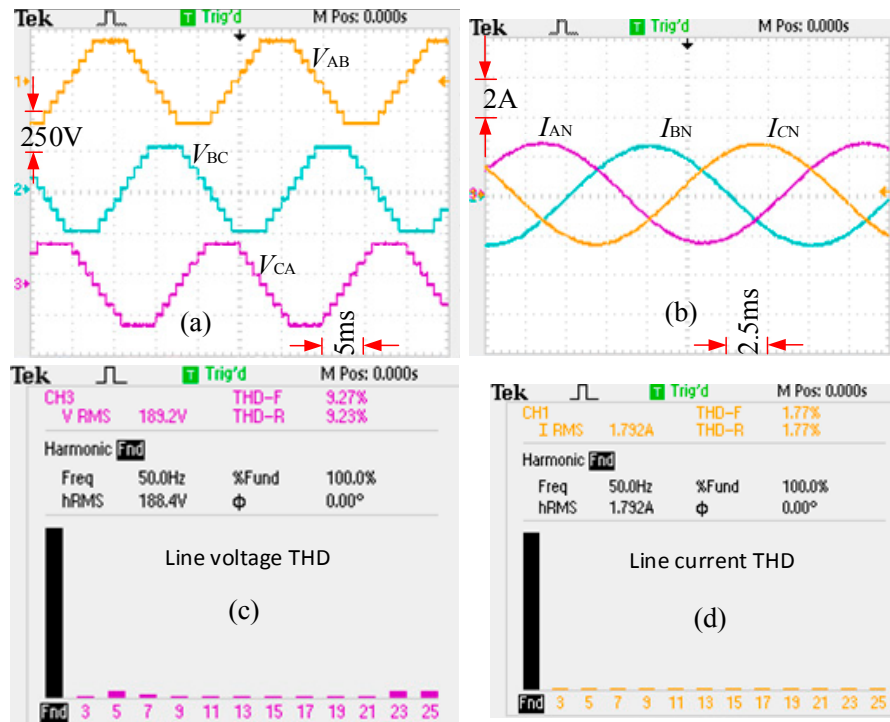 Tek T Trig'd M Pos: 0.000s
1
VAB
250V
VBC
2
VCA
3
(a)
5ms
Tek T Trig'd M Pos: 0.000s
2A
IAN IBN ICN
(b)
2.5ms
Tek T Trig'd M Pos: 0.000s
CH3 THD-F 9.27%
V RMS 189.2V THD-R 9.23%
Harmonic Fnd
Freq 50.0Hz %Fund 100.0%
hRMS 188.4V Φ 0.00°
Line voltage THD
(c)
Fnd 3 5 7 9 11 13 15 17 19 21 23 25
Tek T Trig'd M Pos: 0.000s
CH1 THD-F 1.77%
I RMS 1.792A THD-R 1.77%
Harmonic Fnd
Freq 50.0Hz %Fund 100.0%
hRMS 1.792A Φ 0.00°
Line current THD
(d)
Fnd 3 5 7 9 11 13 15 17 19 21 23 25